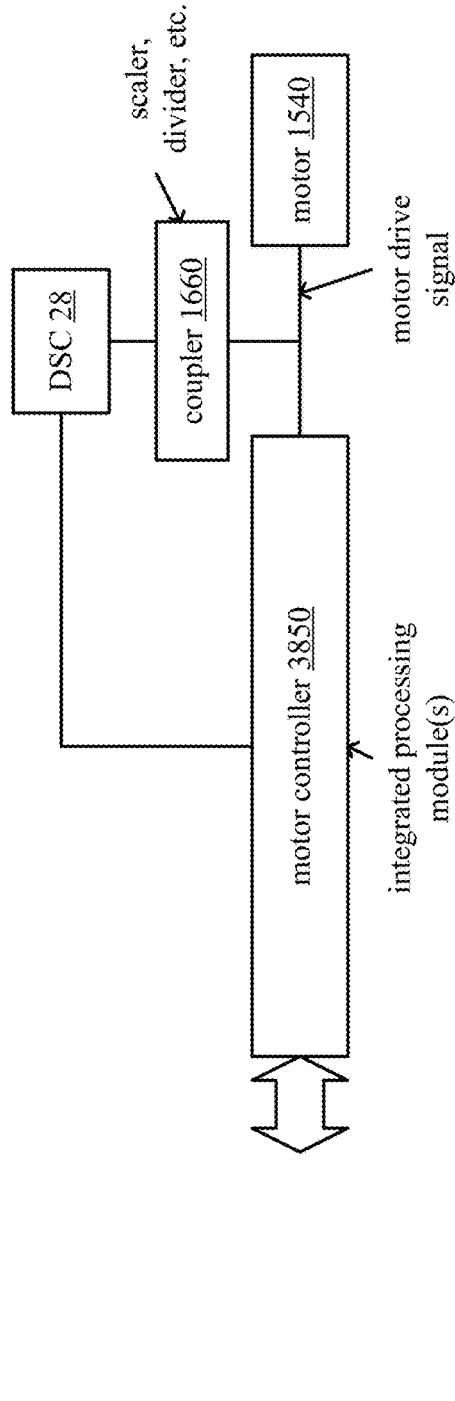 scaler,
divider, etc.
DSC 28
coupler 1660
motor 1540
motor controller 3850
motor drive
signal
integrated processing
module(s)